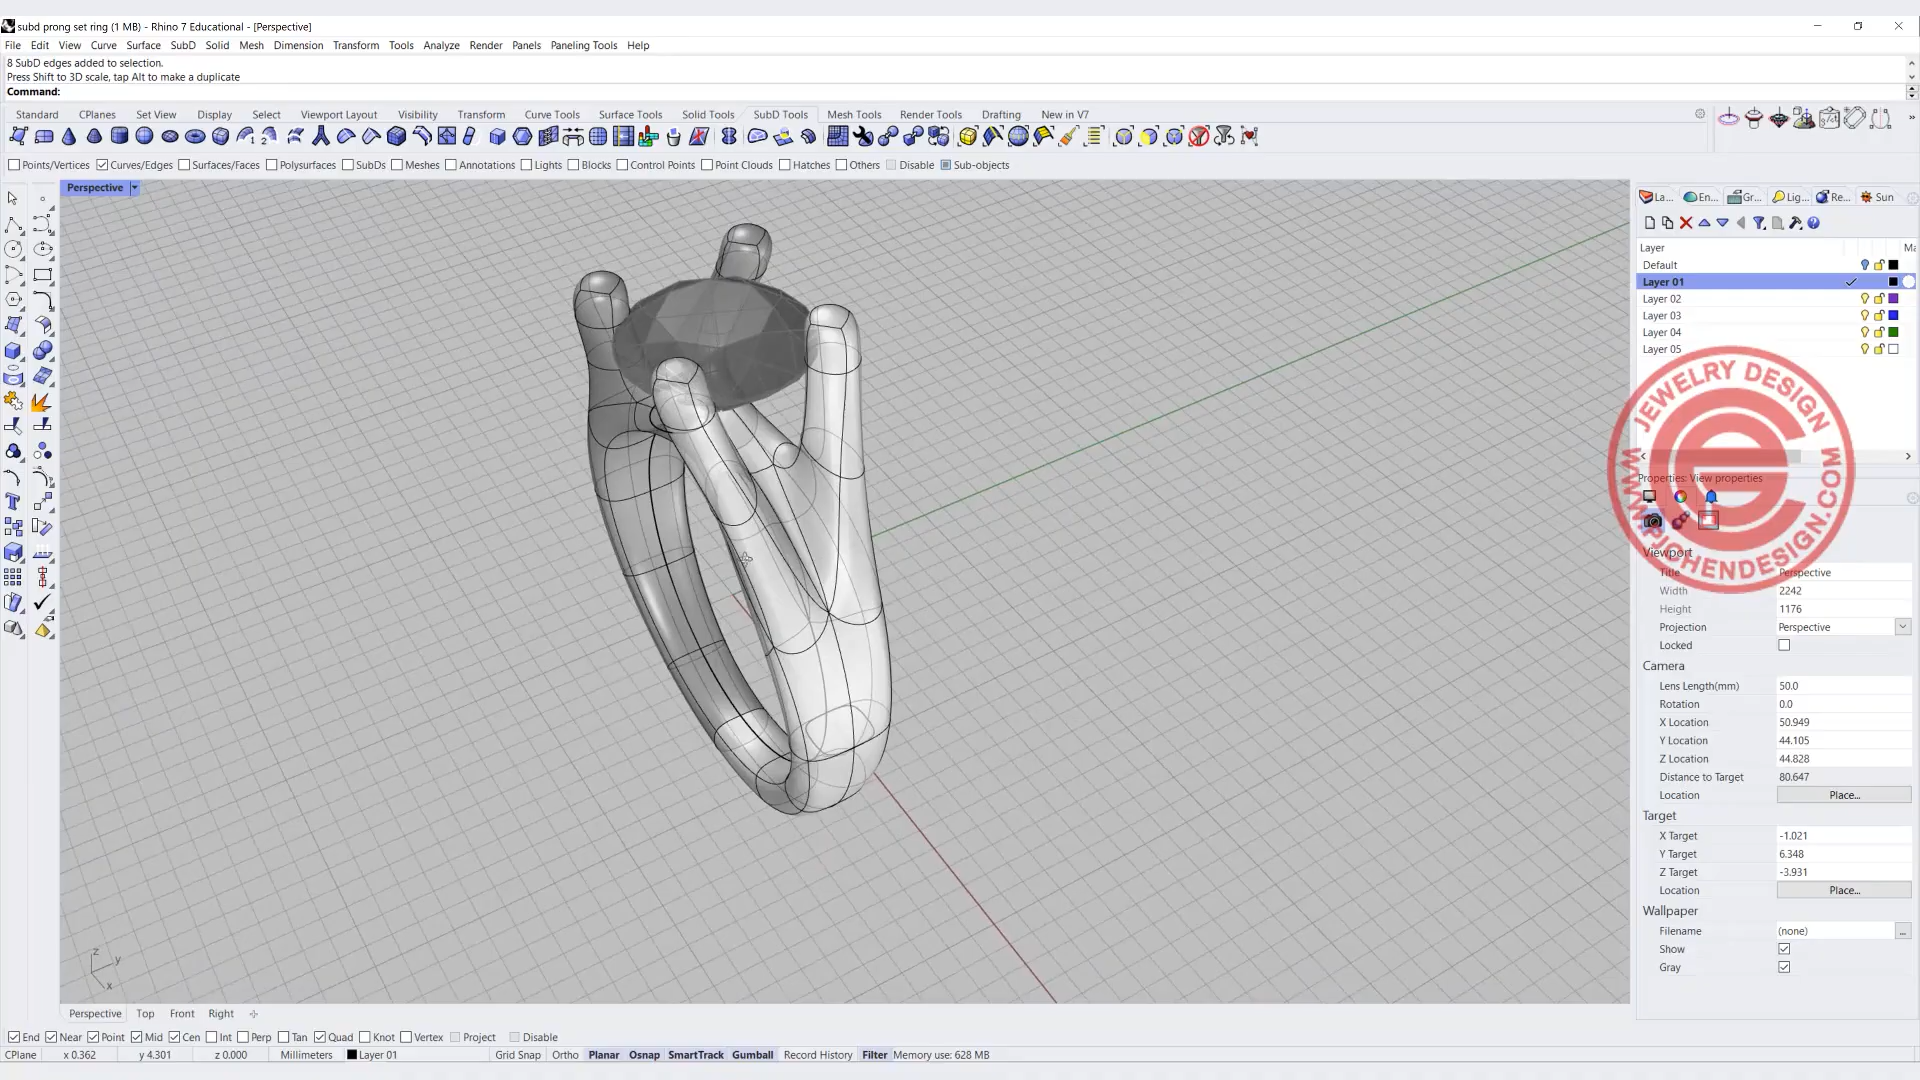 subd prong set ring (1 MB) - Rhino 7 Educational - [Perspective]
File Edit View Curve Surface SubD Solid Mesh Dimension Transform Tools Analyze Render Panels Paneling Tools Help
8 SubD edges added to selection.
Press Shift to 3D scale, tap Alt to make a duplicate
Command:
Standard CPlanes Set View Display Select Viewport Layout Visibility Transform Curve Tools Surface Tools Solid Tools SubD Tools Mesh Tools Render Tools Drafting New in V7
Points/Vertices Curves/Edges Surfaces/Faces Polysurfaces SubDs Meshes Annotations Lights Blocks Control Points Point Clouds Hatches Others Disable Sub-objects
Perspective
La... En... Gr... Lig... Re... Sun
Layer Ma
Default
Layer 01
Layer 02
Layer 03
Layer 04
Layer 05
JEWELRY DESIGN
WWW.PJCHENDESIGN.COM
Properties: View properties
Viewport
Title Perspective
Width 2242
Height 1176
Projection Perspective
Locked
Camera
Lens Length(mm) 50.0
Rotation 0.0
X Location 50.949
Y Location 44.105
Z Location 44.828
Distance to Target 80.647
Location Place...
Target
X Target -1.021
Y Target 6.348
Z Target -3.931
Location Place...
Wallpaper
Filename (none) ...
Show
Gray
z
y
x
Perspective Top Front Right
End Near Point Mid Cen Int Perp Tan Quad Knot Vertex Project Disable
CPlane x 0.362 y 4.301 z 0.000 Millimeters Layer 01 Grid Snap Ortho Planar Osnap SmartTrack Gumball Record History Filter Memory use: 628 MB